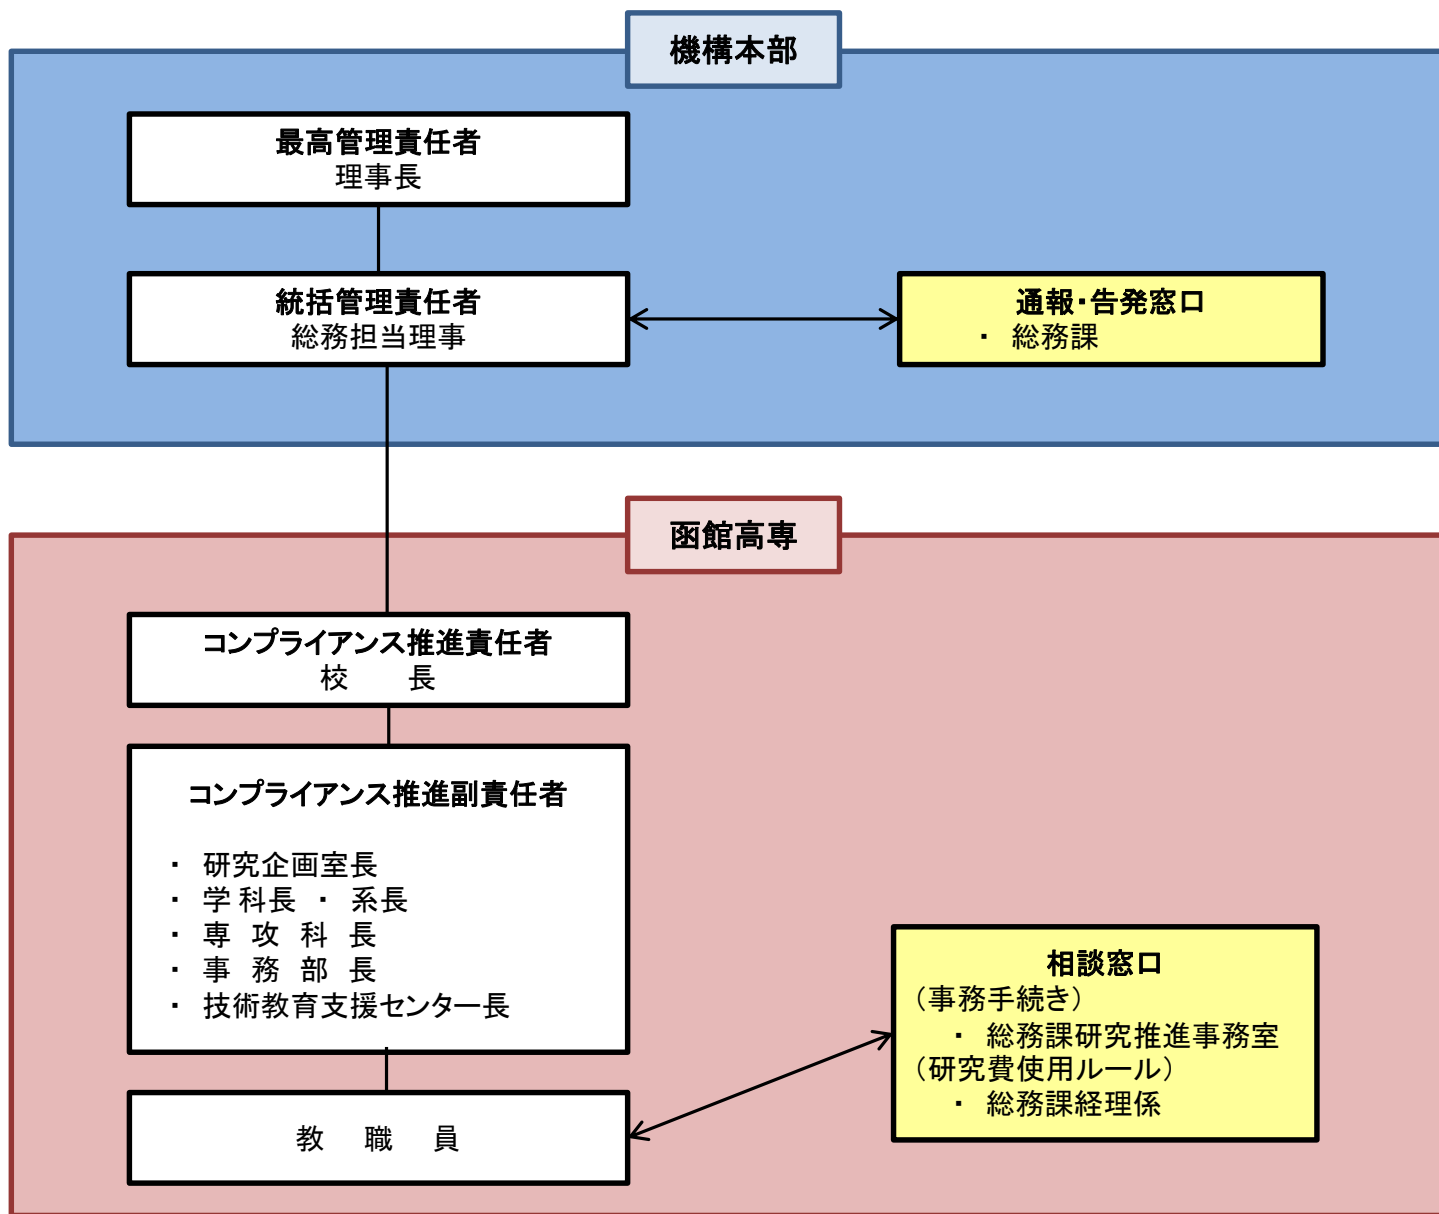 機構本部
最高管理責任者
理事長
統括管理責任者
総務担当理事
通報・告発窓口
・ 総務課
函館高専
コンプライアンス推進責任者
校 長
コンプライアンス推進副責任者
・ 研究企画室長
・ 学科長 ・ 系長
・ 専 攻 科 長
・ 事 務 部 長
・ 技術教育支援センター長
相談窓口
(事務手続き)
・ 総務課研究推進事務室
(研究費使用ルール)
・ 総務課経理係
教 職 員